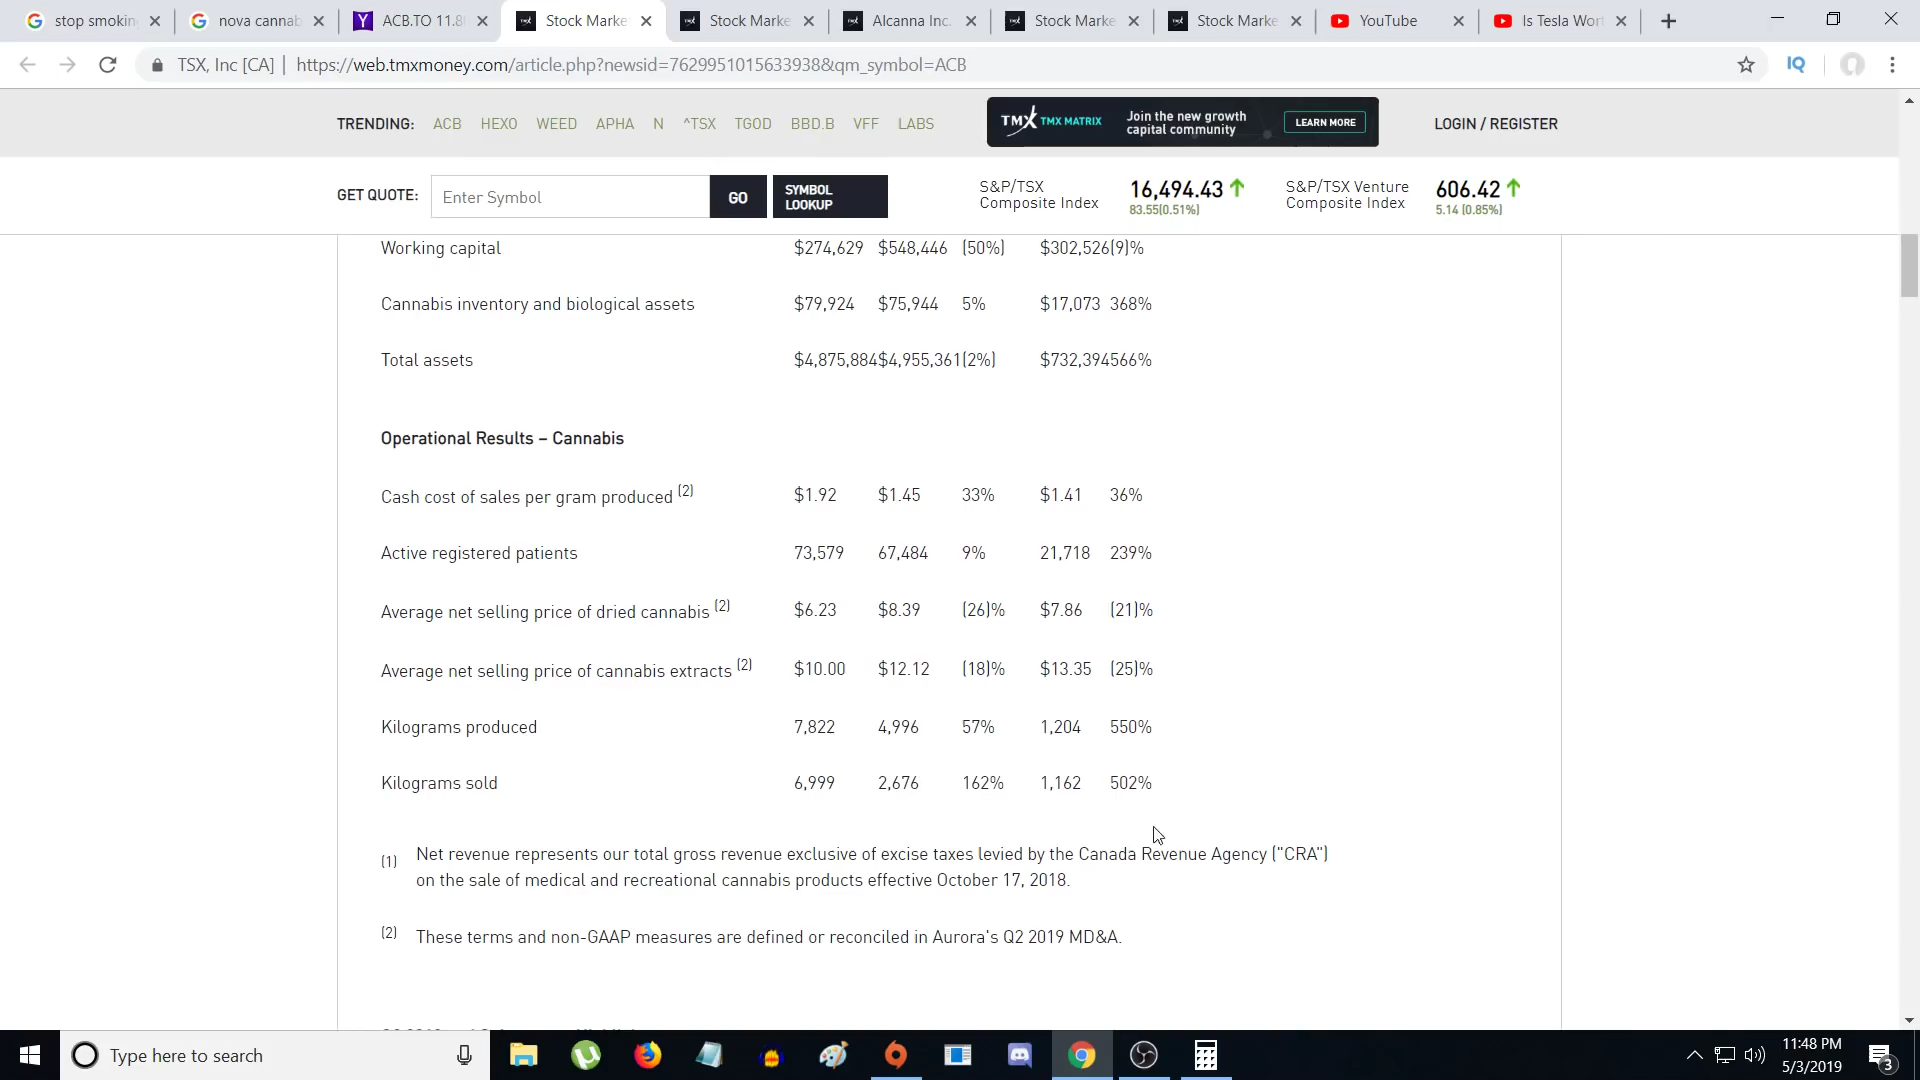 stop smokin
nova cannab
ACB.TO 11.8
Stock Marke
Stock Marke
Alcanna Inc.
Stock Marke
Stock Marke
YouTube
Is Tesla Wor
TSX, Inc [CA] | https://web.tmxmoney.com/article.php?newsid=7629951015633938&qm_symbol=ACB
IQ
TRENDING: ACB HEXO WEED APHA N ^TSX TGOD BBD.B VFF LABS
TMX TMX MATRIX
Join the new growth
capital community
LEARN MORE
LOGIN / REGISTER
GET QUOTE: Enter Symbol GO
SYMBOL
LOOKUP
S&P/TSX
Composite Index
16,494.43
83.55(0.51%)
S&P/TSX Venture
Composite Index
606.42
5.14 (0.85%)
Working capital $274,629 $548,446 (50%) $302,526(9)%
Cannabis inventory and biological assets $79,924 $75,944 5% $17,073 368%
Total assets $4,875,884$4,955,361(2%) $732,394566%
Operational Results – Cannabis
Cash cost of sales per gram produced (2) $1.92 $1.45 33% $1.41 36%
Active registered patients 73,579 67,484 9% 21,718 239%
Average net selling price of dried cannabis (2) $6.23 $8.39 (26)% $7.86 (21)%
Average net selling price of cannabis extracts (2) $10.00 $12.12 (18)% $13.35 (25)%
Kilograms produced 7,822 4,996 57% 1,204 550%
Kilograms sold 6,999 2,676 162% 1,162 502%
(1) Net revenue represents our total gross revenue exclusive of excise taxes levied by the Canada Revenue Agency ("CRA")
on the sale of medical and recreational cannabis products effective October 17, 2018.
(2) These terms and non-GAAP measures are defined or reconciled in Aurora's Q2 2019 MD&A.
Type here to search
11:48 PM
5/3/2019
3